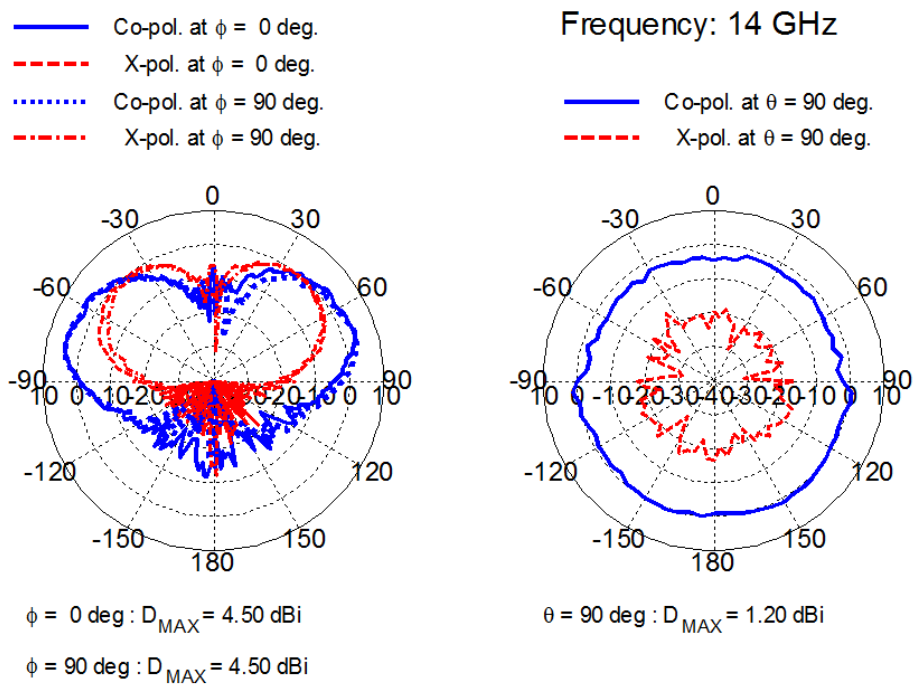 Co-pol. at ϕ = 0 deg.
X-pol. at ϕ = 0 deg.
Co-pol. at ϕ = 90 deg.
X-pol. at ϕ = 90 deg.
Frequency: 14 GHz
Co-pol. at θ = 90 deg.
X-pol. at θ = 90 deg.
0
-30 30
-60 60
-90 90
10 0 -10 -20 -20 -10 0 10
-120 120
-150 150
180
0
-30 30
-60 60
-90 90
10 0 -10 -20 -30 -40 -30 -20 -10 0 10
-120 120
-150 150
180
ϕ = 0 deg : D_MAX = 4.50 dBi
ϕ = 90 deg : D_MAX = 4.50 dBi
θ = 90 deg : D_MAX = 1.20 dBi